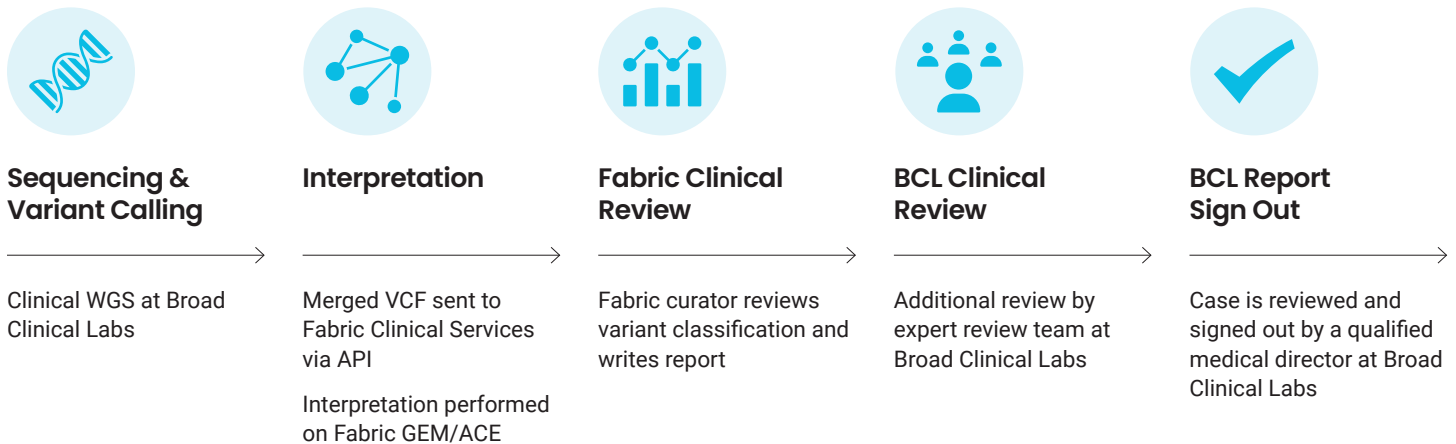 Sequencing &
Variant Calling
Clinical WGS at Broad
Clinical Labs
Interpretation
Merged VCF sent to
Fabric Clinical Services
via API
Interpretation performed
on Fabric GEM/ACE
Fabric Clinical
Review
Fabric curator reviews
variant classification and
writes report
BCL Clinical
Review
Additional review by
expert review team at
Broad Clinical Labs
BCL Report
Sign Out
Case is reviewed and
signed out by a qualified
medical director at Broad
Clinical Labs